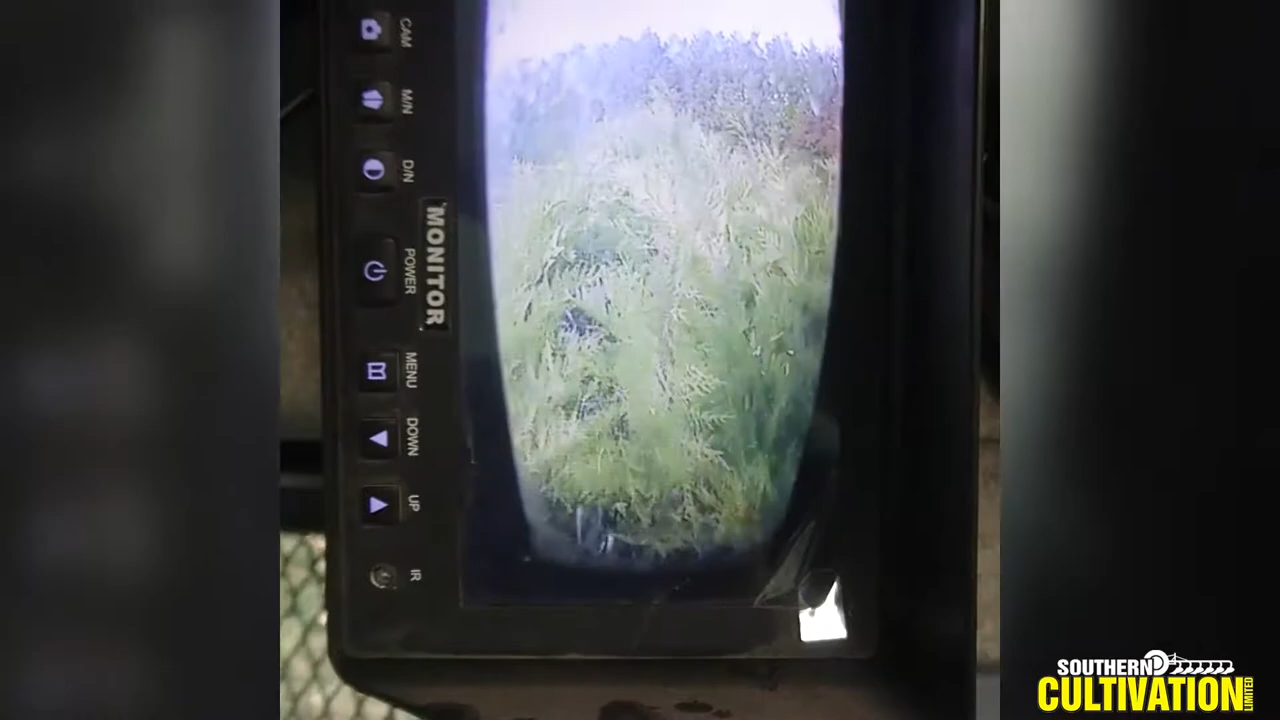 CAM
M/N
D/N
POWER
MONITOR
MENU
DOWN
UP
IR
SOUTHERN
CULTIVATION
LIMITED